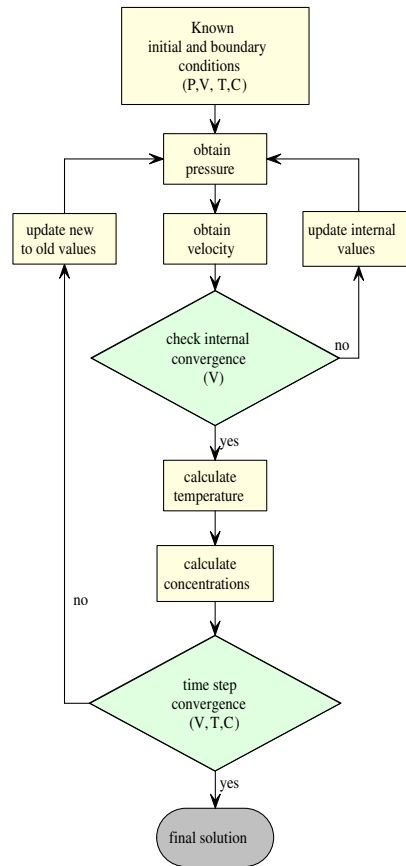 Known
initial and boundary
conditions
(P,V, T,C)
obtain
pressure
update new
to old values
obtain
velocity
update internal
values
check internal
convergence
(V)
no
yes
calculate
temperature
calculate
concentrations
no
time step
convergence
(V,T,C)
yes
final solution